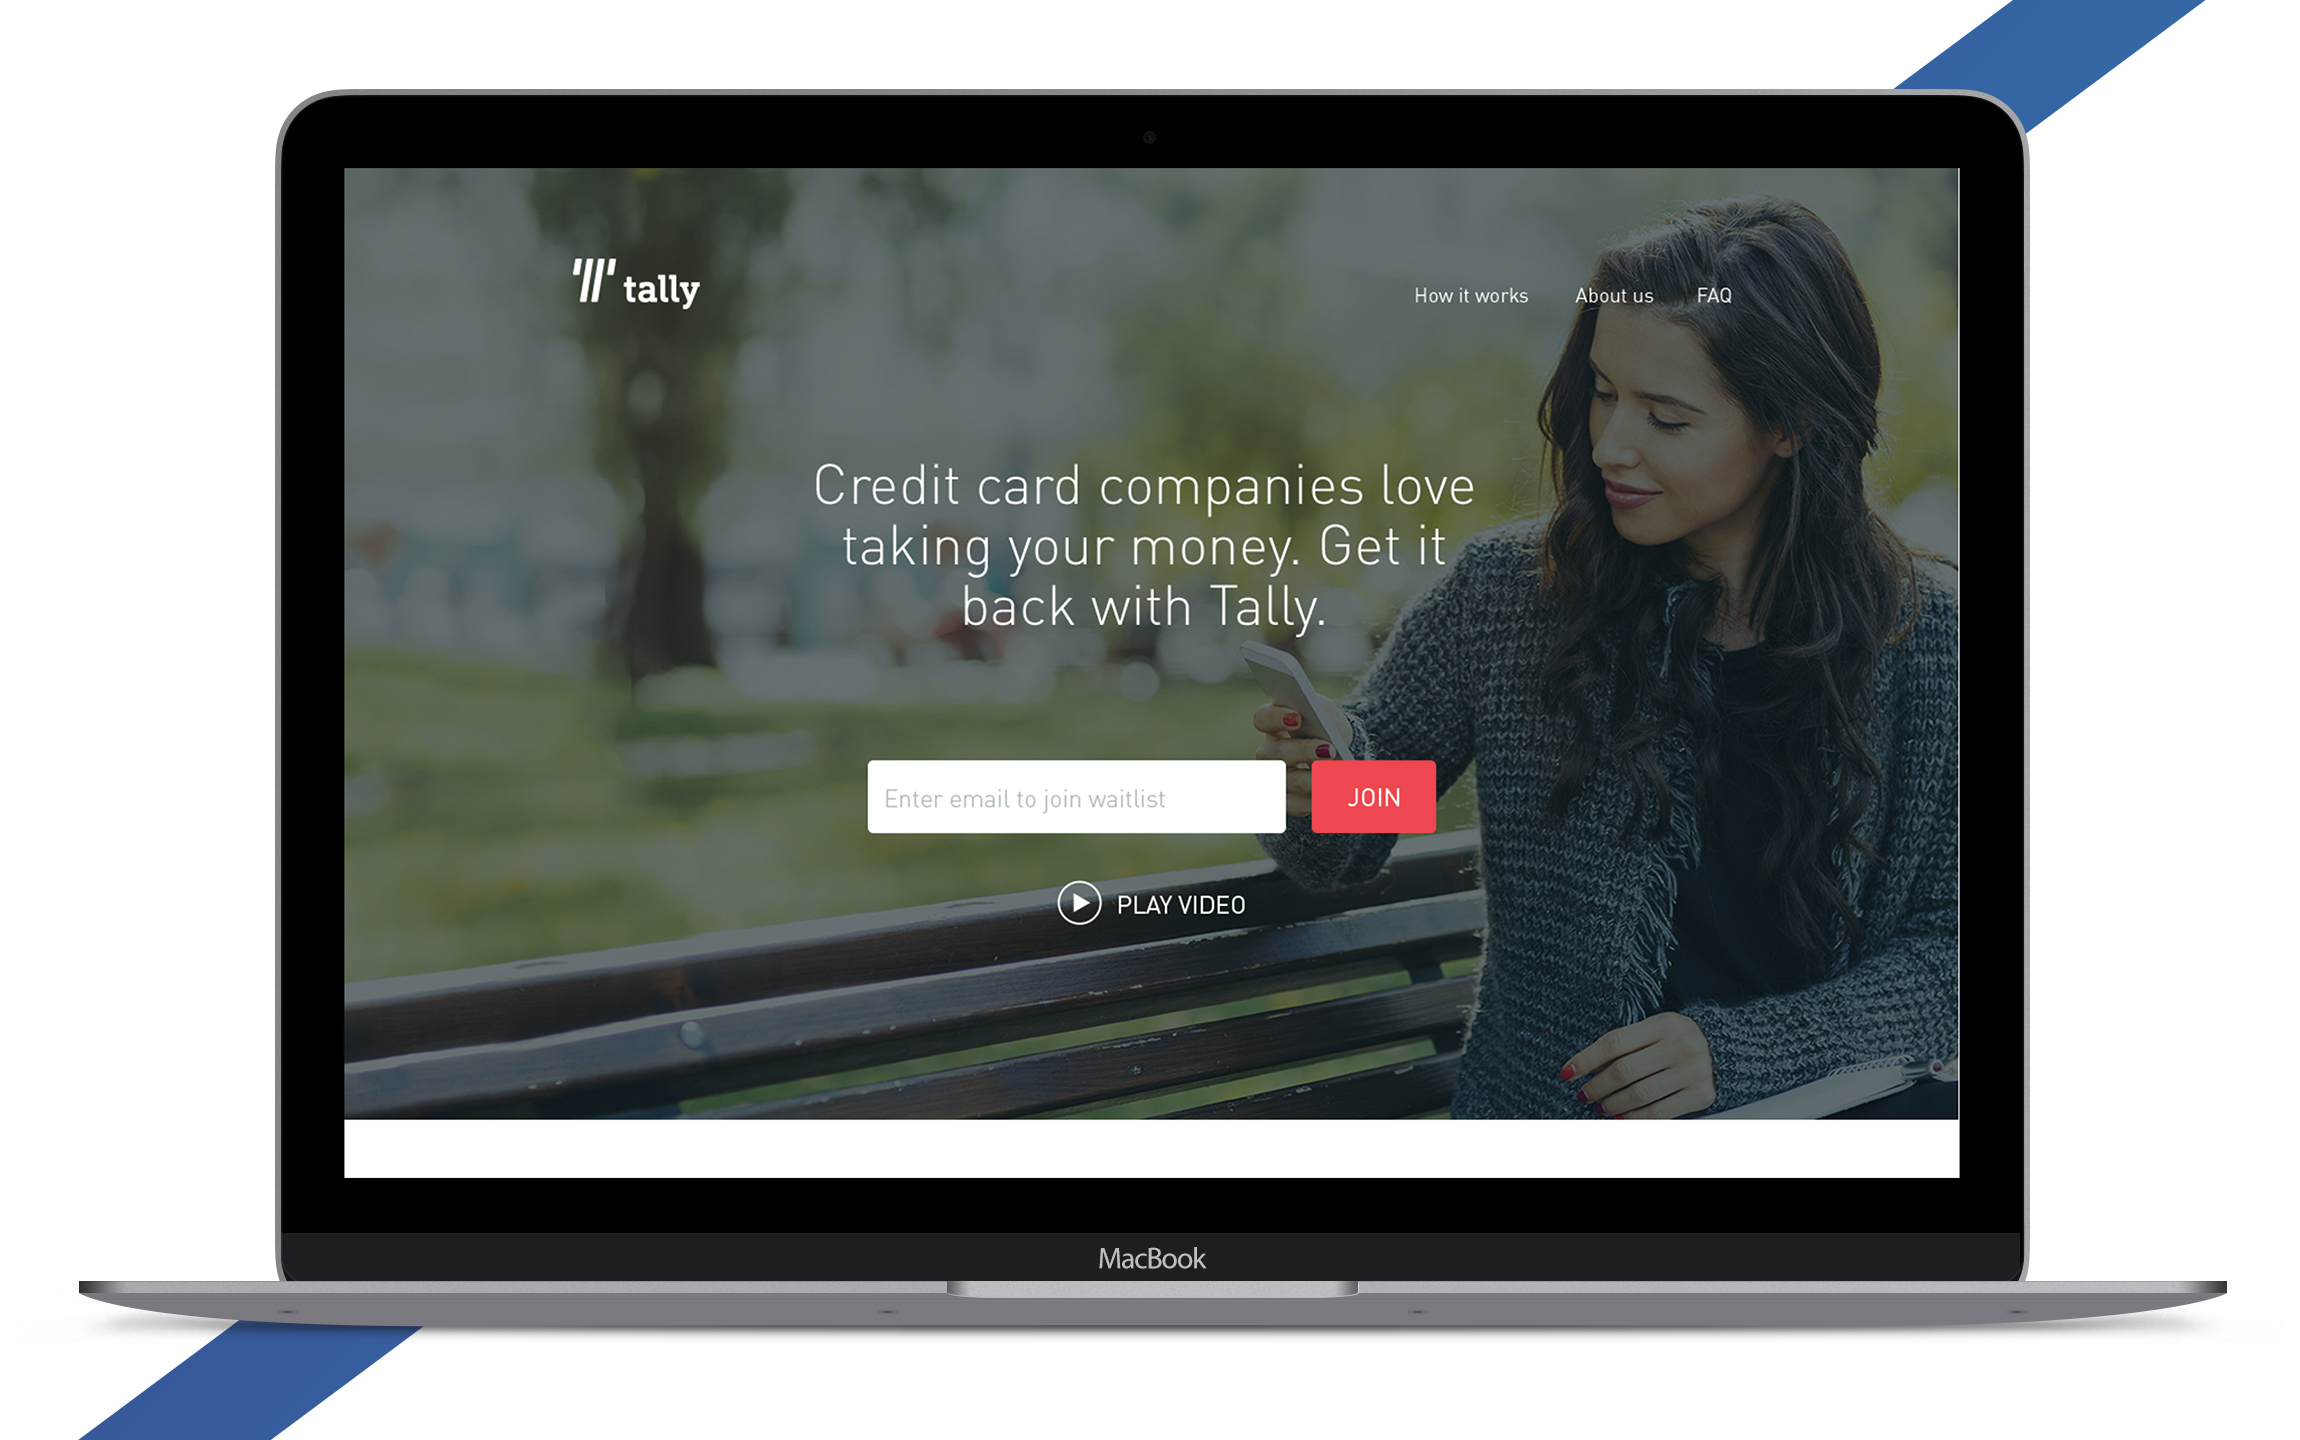 tally
How it works About us FAQ
Credit card companies love
taking your money. Get it
back with Tally.
Enter email to join waitlist
JOIN
PLAY VIDEO
MacBook